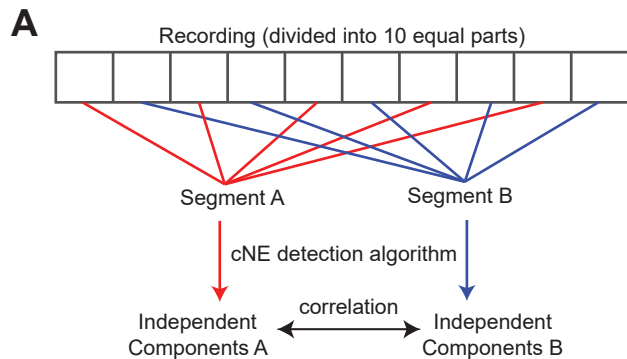 A
Recording (divided into 10 equal parts)
Segment A
Segment B
cNE detection algorithm
correlation
Independent
Components A
Independent
Components B